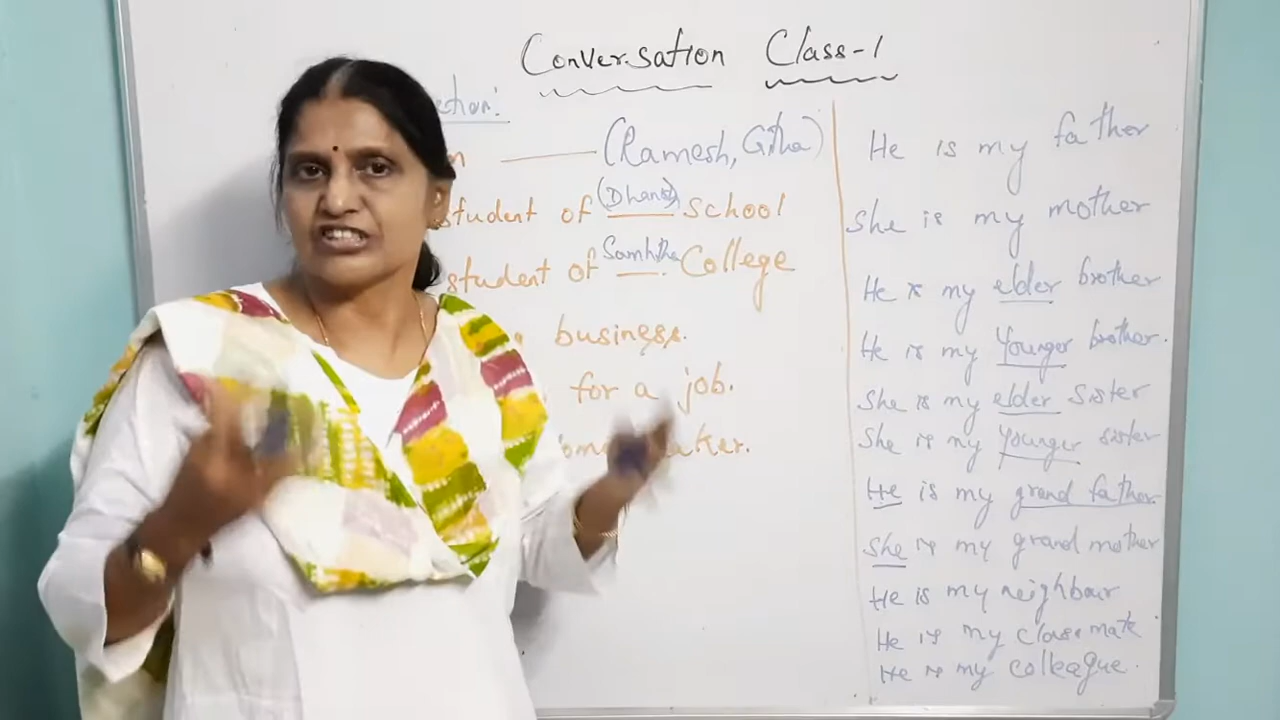 Conversation Class-1
(Ramesh, Githa)
student of (Dhanej) school
student of Samhitha College
business.
for a job.
He is my father
She is my mother
He is my elder brother
He is my younger brother.
She is my elder sister
She is my younger sister
He is my grand father
She is my grand mother
He is my neighbour
He is my classmate
He is my colleague.